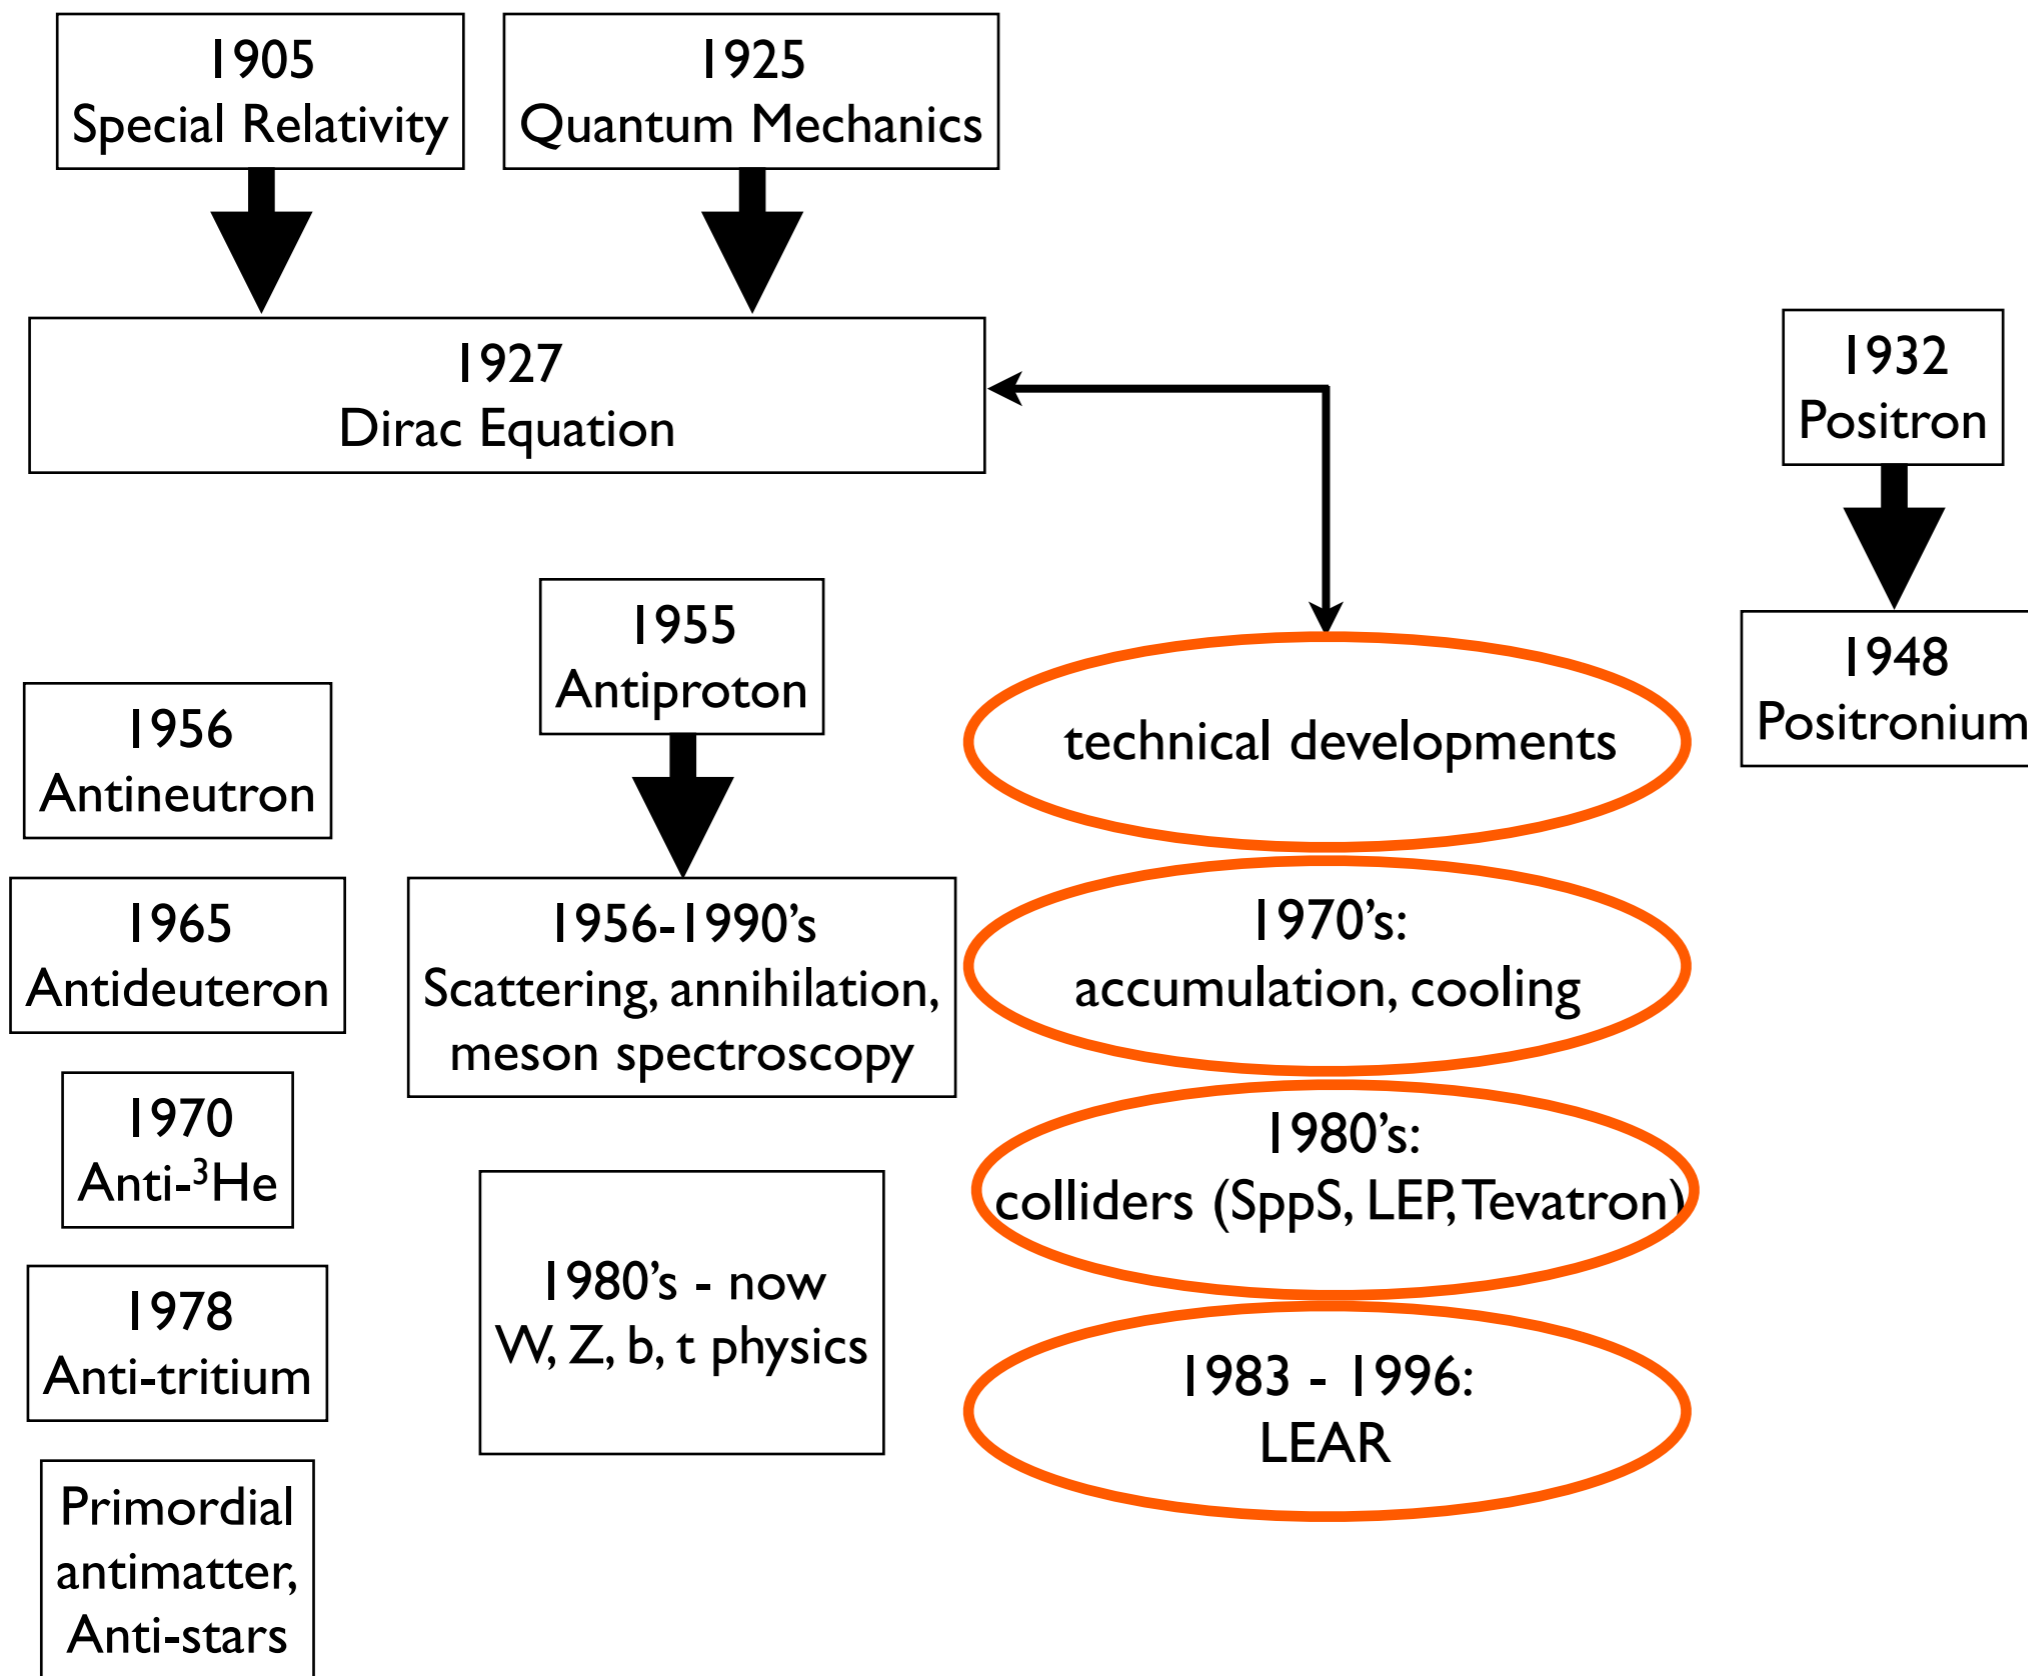 1905
Special Relativity
1925
Quantum Mechanics
1927
Dirac Equation
1932
Positron
1948
Positronium
1955
Antiproton
1956
Antineutron
1965
Antideuteron
1970
Anti-³He
1978
Anti-tritium
Primordial
antimatter,
Anti-stars
1956-1990’s
Scattering, annihilation,
meson spectroscopy
1980’s - now
W, Z, b, t physics
technical developments
1970’s:
accumulation, cooling
1980’s:
colliders (SppS, LEP, Tevatron)
1983 - 1996:
LEAR